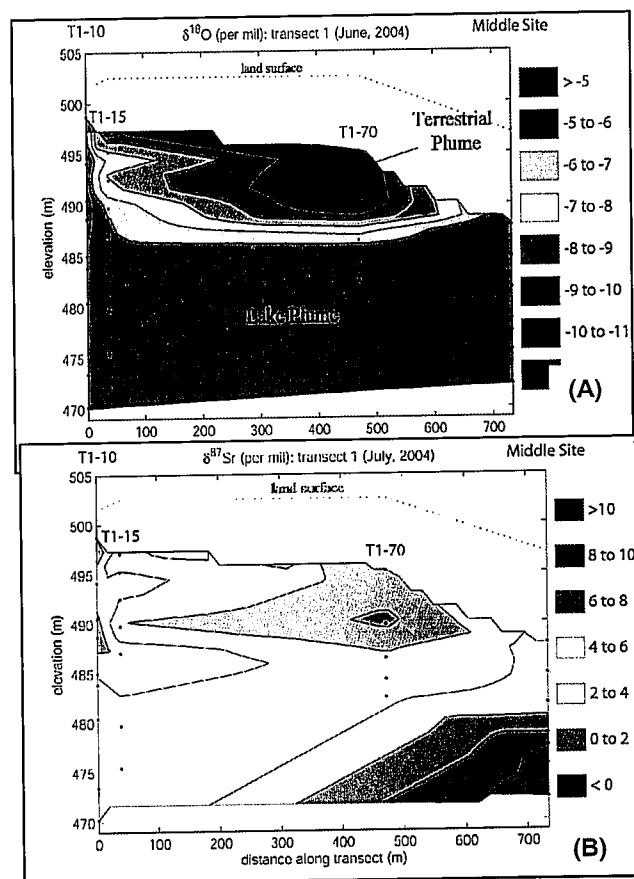 T1-10 δ18O (per mil): transect 1 (June, 2004) Middle Site
505
500
495
490
485
480
475
470
elevation (m)
land surface
T1-15
T1-70
Terrestrial
Plume
Lake Plume
0 100 200 300 400 500 600 700
> -5
-5 to -6
-6 to -7
-7 to -8
-8 to -9
-9 to -10
-10 to -11
(A)
T1-10 δ87Sr (per mil): transect 1 (July, 2004) Middle Site
505
500
495
490
485
480
475
470
elevation (m)
land surface
T1-15
T1-70
0 100 200 300 400 500 600 700
distance along transect (m)
>10
8 to 10
6 to 8
4 to 6
2 to 4
0 to 2
< 0
(B)